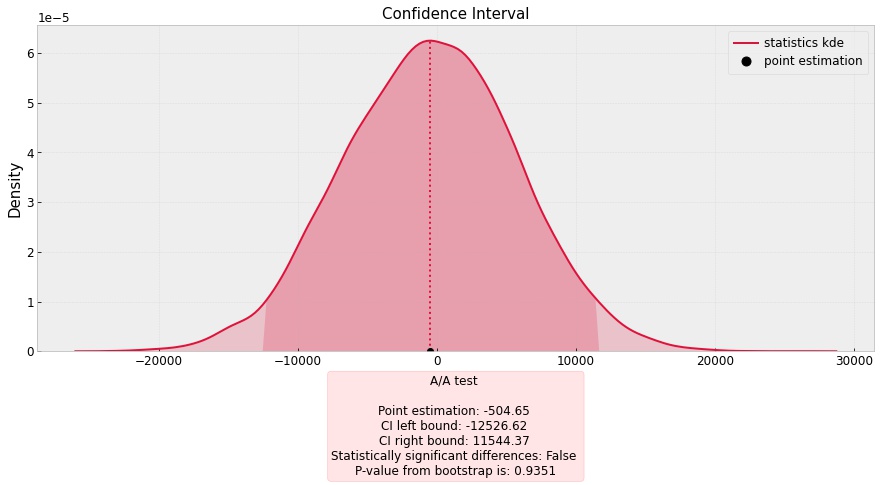 Confidence Interval
1e−5
statistics kde
point estimation
6
5
4
3
2
1
0
Density
−20000
−10000
0
10000
20000
30000
A/A test
Point estimation: -504.65
CI left bound: -12526.62
CI right bound: 11544.37
Statistically significant differences: False
P-value from bootstrap is: 0.9351